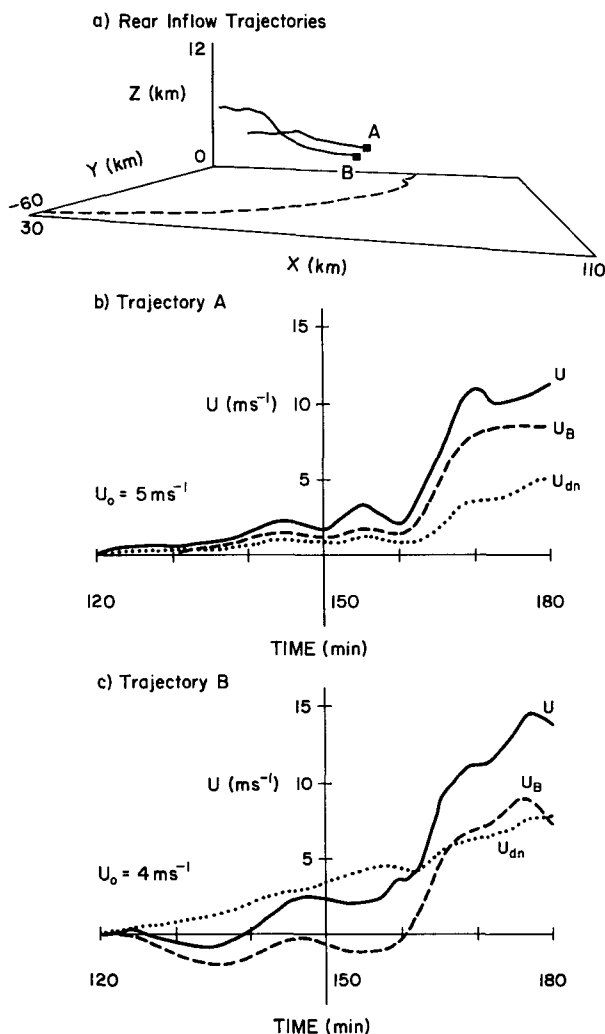 a) Rear Inflow Trajectories
12
Z (km)
A
B
Y (km)
0
-60
30
X (km)
110
b) Trajectory A
15
U (ms⁻¹)
10
U
U_B
5
U_o = 5 ms⁻¹
U_dn
120
150
180
TIME (min)
c) Trajectory B
15
U
U (ms⁻¹)
10
U_B
5
U_dn
U_o = 4 ms⁻¹
120
150
180
TIME (min)